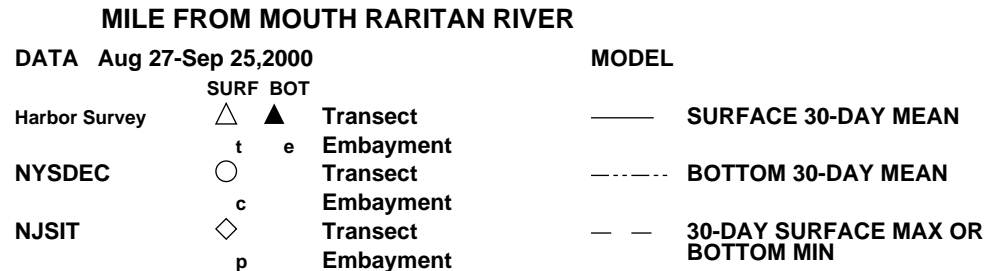 MILE FROM MOUTH RARITAN RIVER
DATA Aug 27-Sep 25,2000 MODEL
SURF BOT
Harbor Survey Transect SURFACE 30-DAY MEAN
t e Embayment
NYSDEC Transect BOTTOM 30-DAY MEAN
c Embayment
NJSIT Transect 30-DAY SURFACE MAX OR
BOTTOM MIN
p Embayment